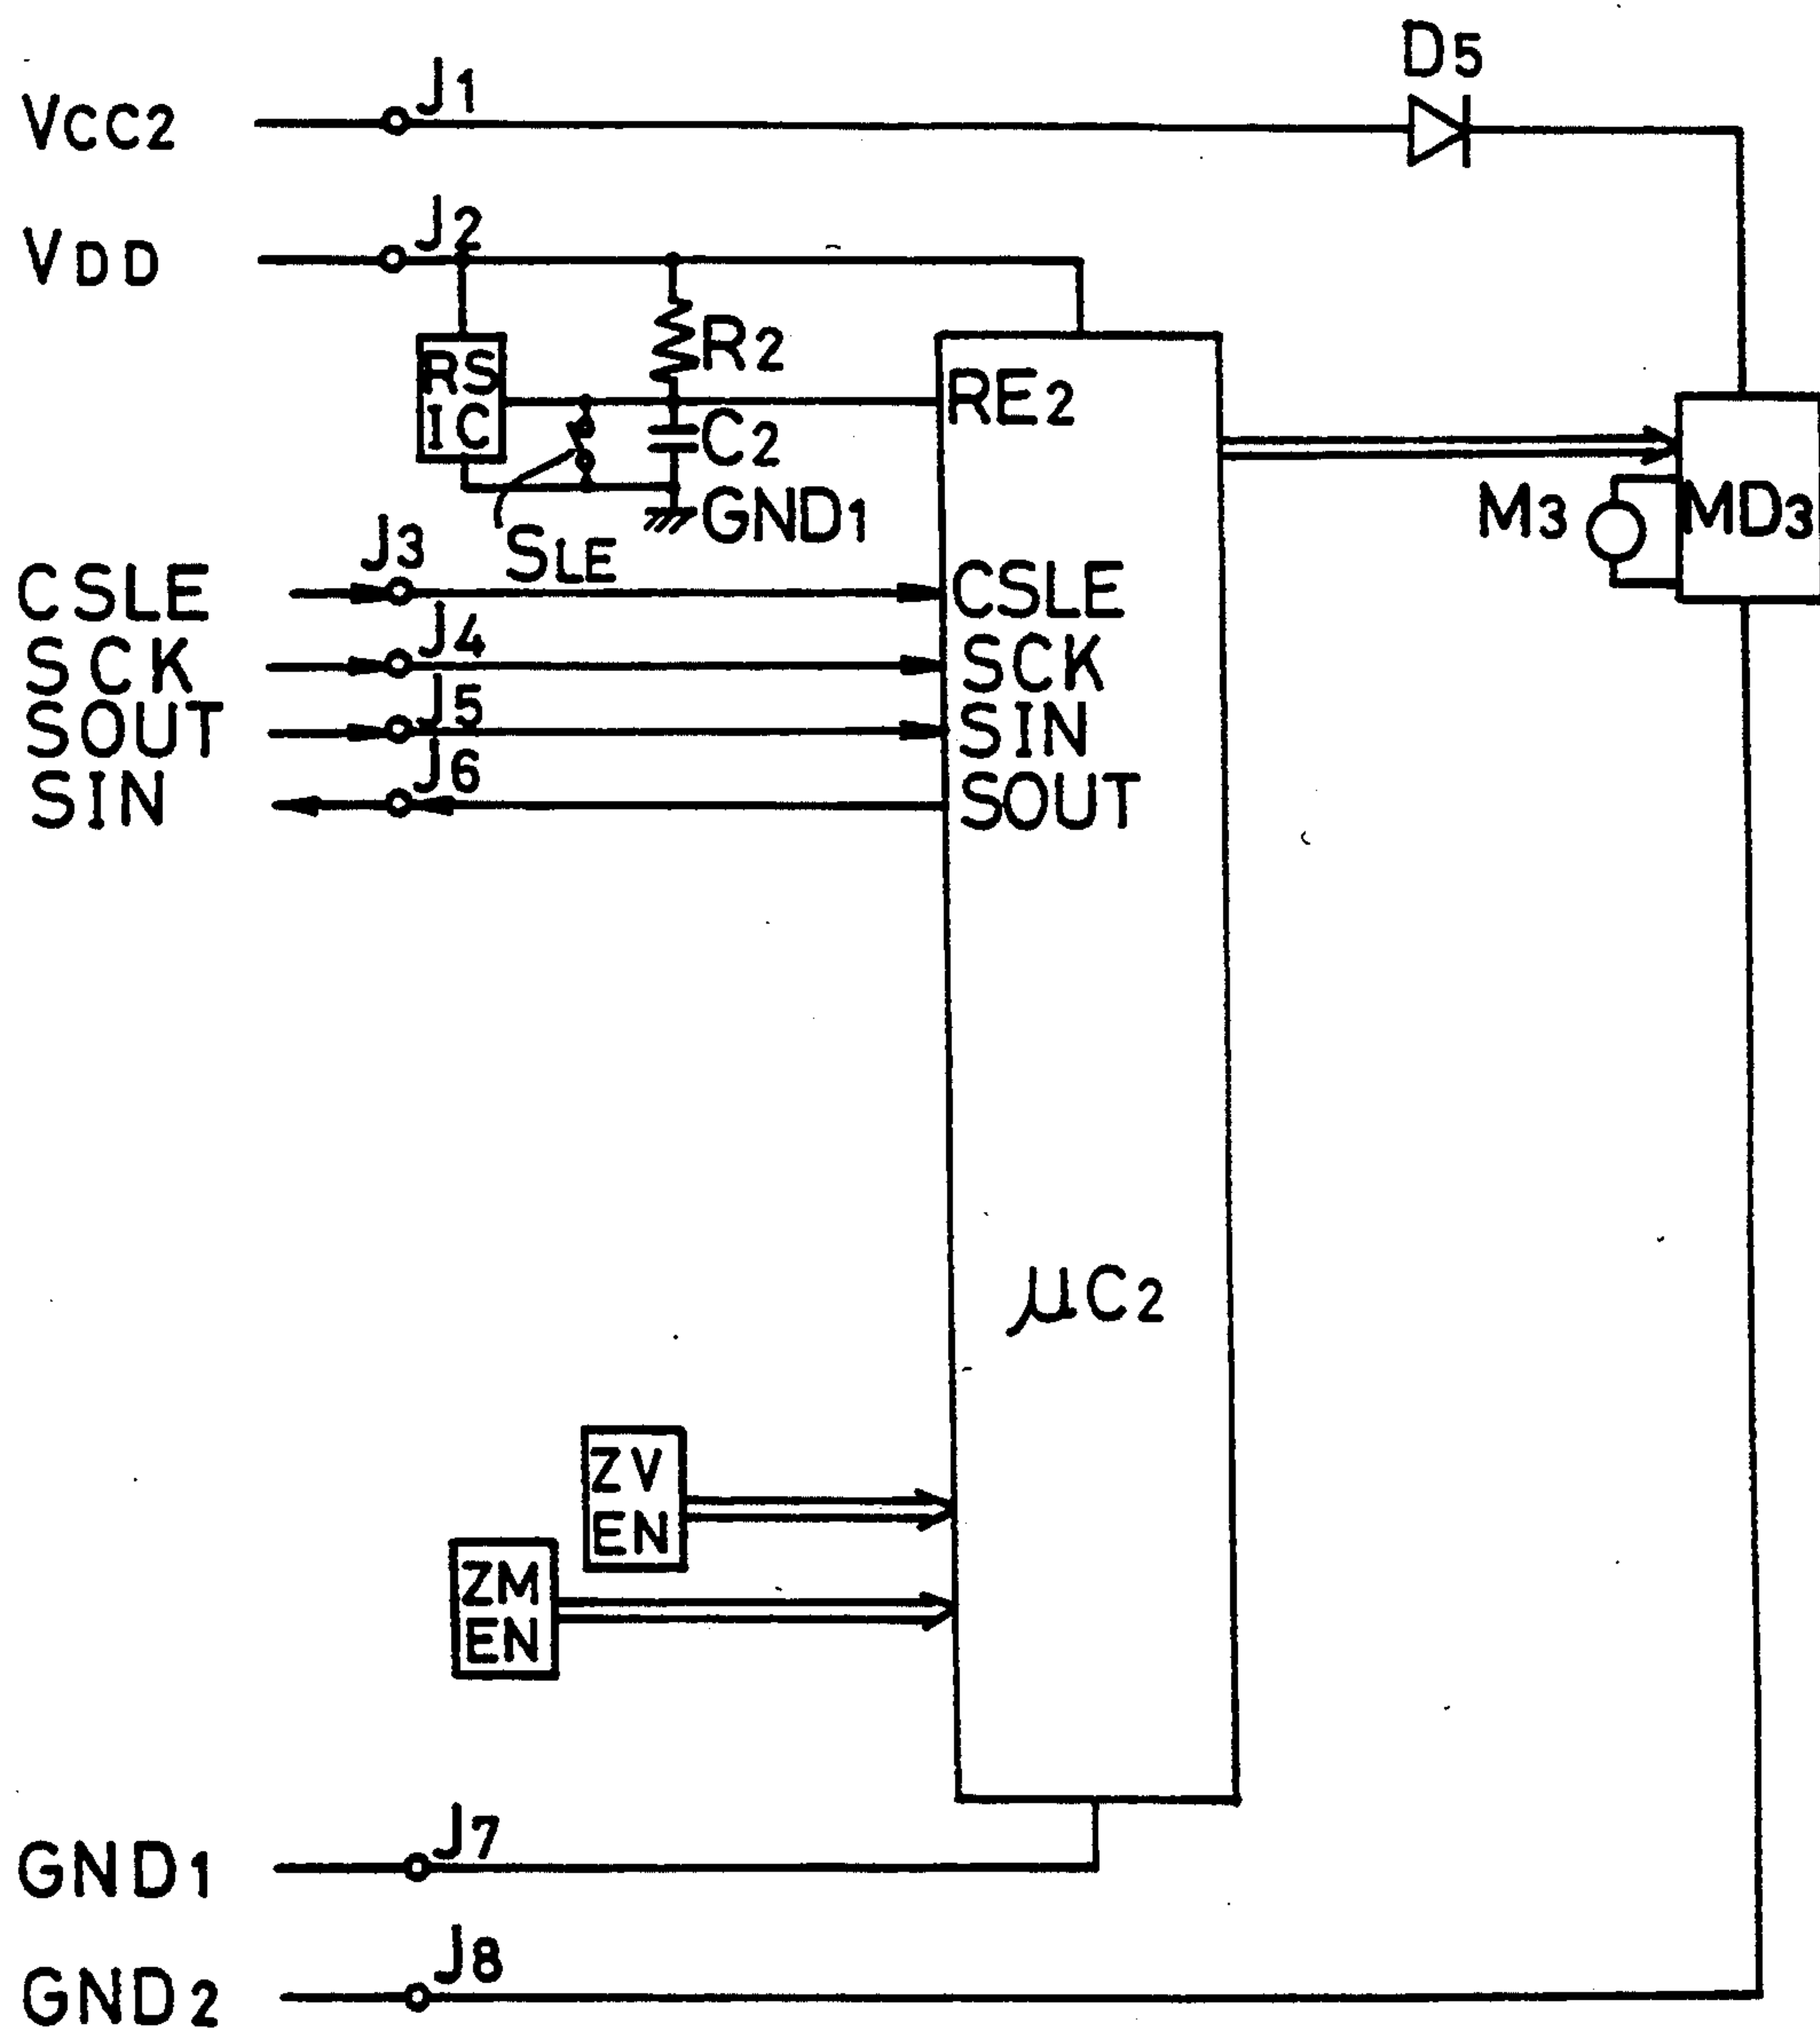 D5
VCC2
J1
VDD
J2
RS
IC
R2
RE2
C2
GND1
M3
MD3
SLE
CSLE
J3
CSLE
SCK
J4
SCK
SOUT
J5
SIN
SIN
J6
SOUT
μC2
ZV
EN
ZM
EN
GND1
J7
GND2
J8